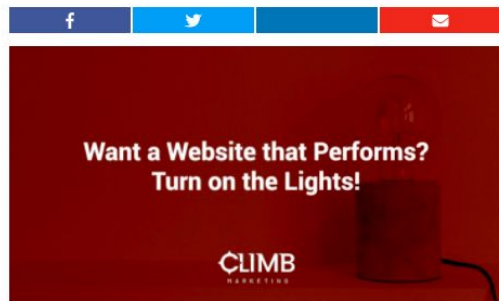 Want a Website that Performs?
Turn on the Lights!
CLIMB
MARKETING